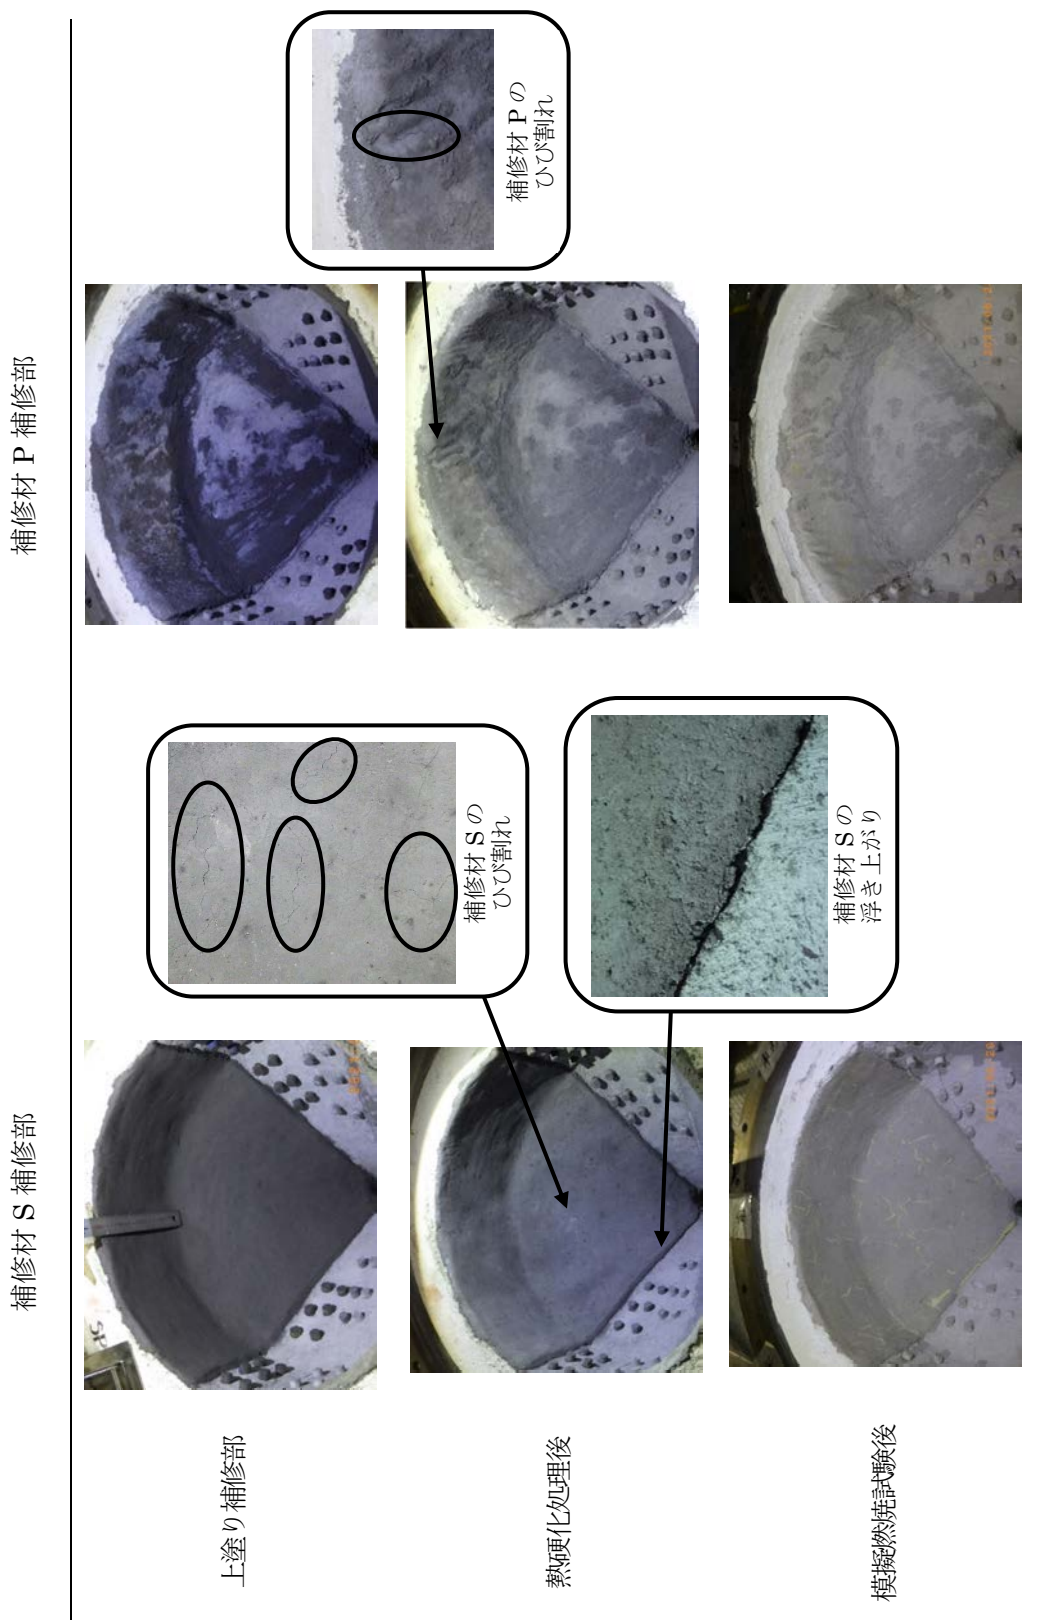 補修材 S 補修部
補修材 P 補修部
上塗り補修部
熱硬化処理後
補修材 S の
ひび割れ
補修材 P の
ひび割れ
補修材 S の
浮き上がり
模擬燃焼試験後